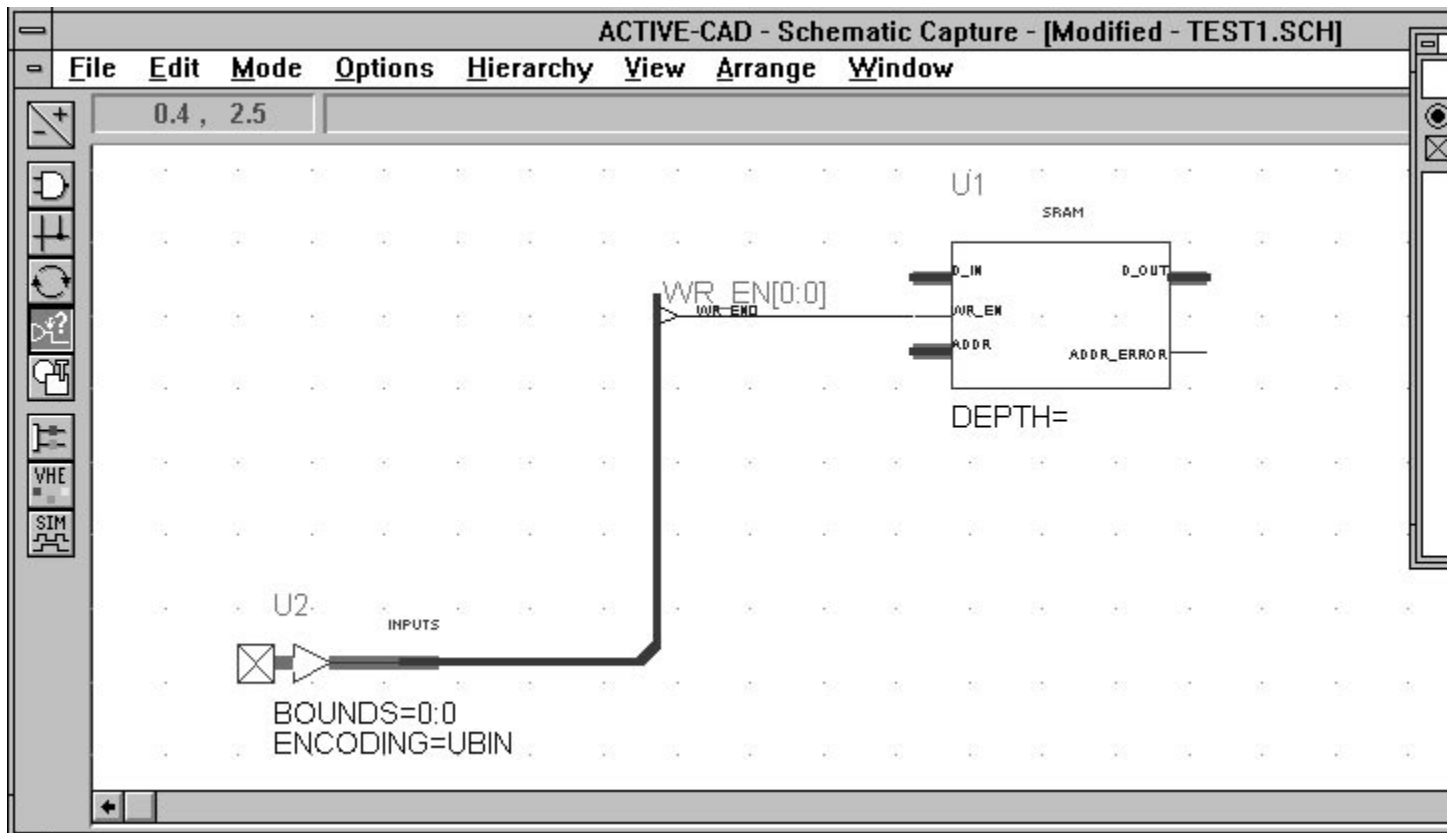 ACTIVE-CAD - Schematic Capture - [Modified - TEST1.SCH]
File Edit Mode Options Hierarchy View Arrange Window
0.4 , 2.5
U1
SRAM
D_IN D_OUT
WR_EN[0:0]
WR_EN0 WR_EN
ADDR ADDR_ERROR
DEPTH=
VHE
SIM
U2
INPUTS
BOUNDS=0:0
ENCODING=UBIN